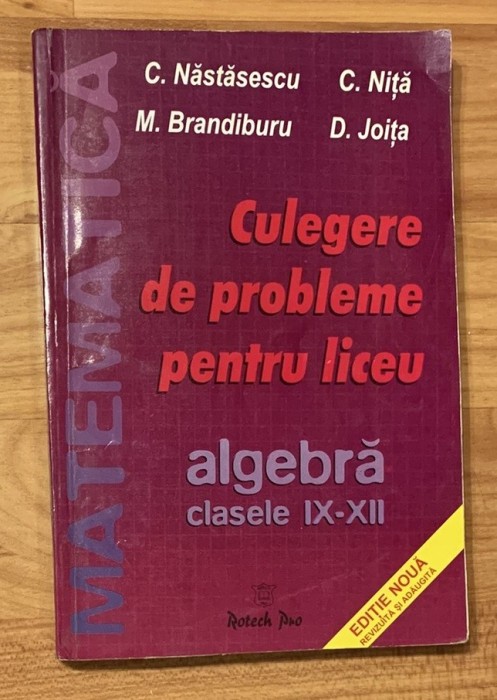 MATEMATICĂ
C. Năstăsescu C. Niță
M. Brandiburu D. Joița
Culegere
de probleme
pentru liceu
algebră
clasele IX-XII
EDITIE NOUĂ
REVIZUITĂ ȘI ADĂUGITĂ
Rotech Pro